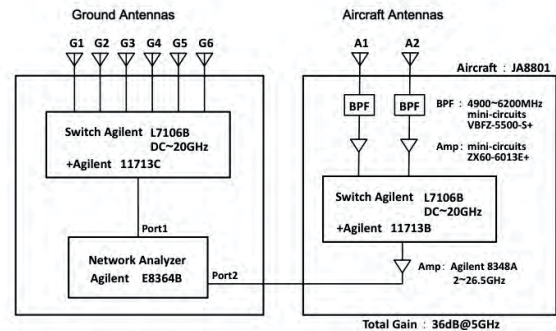 Ground Antennas
G1 G2 G3 G4 G5 G6
Switch Agilent L7106B
DC~20GHz
+Agilent 11713C
Port1
Network Analyzer
Agilent E8364B
Port2
Aircraft Antennas
A1 A2
Aircraft : JA8801
BPF BPF
BPF : 4900~6200MHz
mini-circuits
VBFZ-5500-S+
Amp: mini-circuits
ZX60-6013E+
Switch Agilent L7106B
DC~20GHz
+Agilent 11713B
Amp: Agilent 8348A
2~26.5GHz
Total Gain : 36dB@5GHz